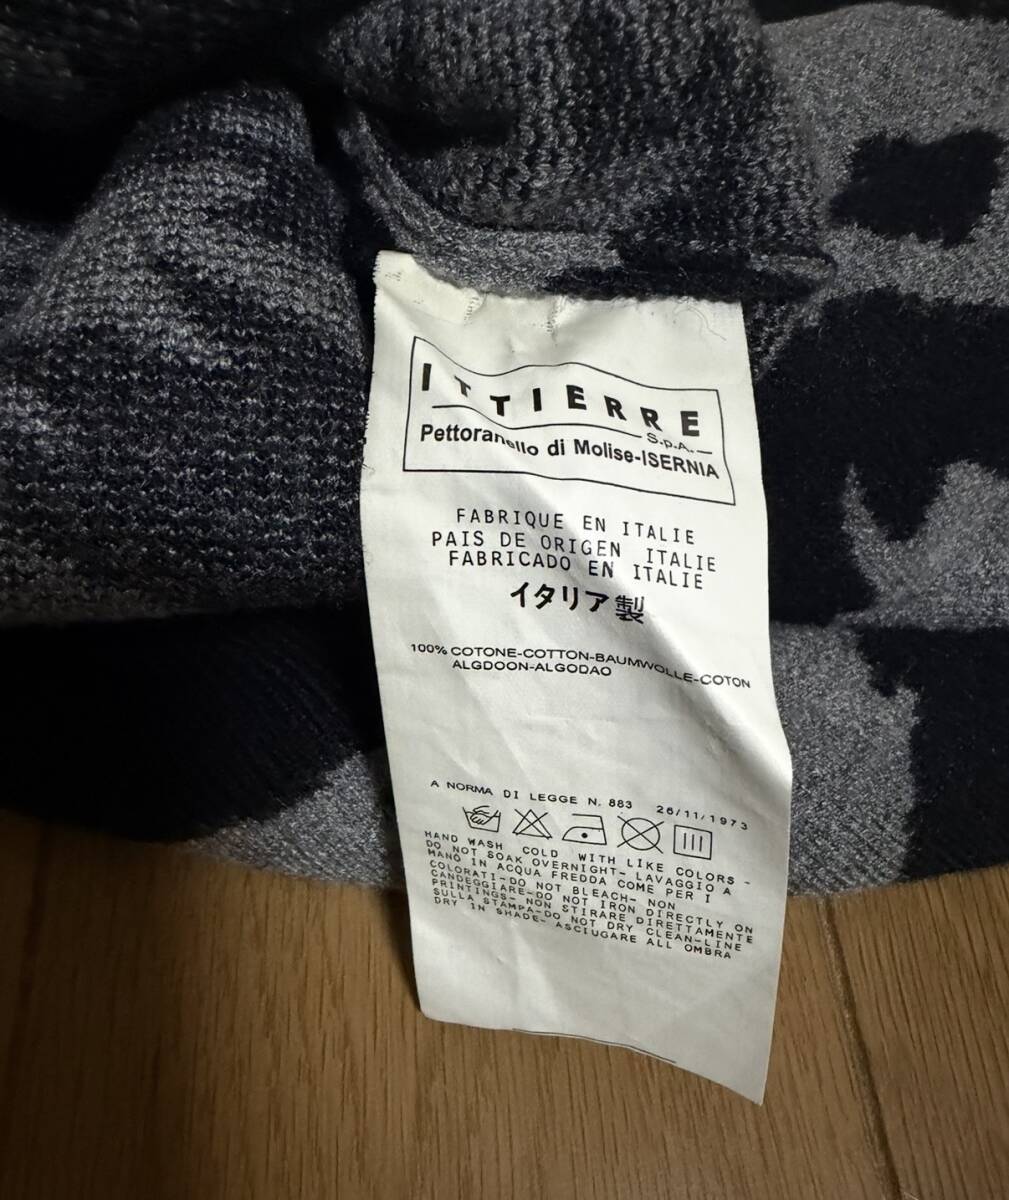 ITTIERRE
S.p.A.
Pettoranello di Molise-ISERNIA
FABRIQUE EN ITALIE
PAIS DE ORIGEN ITALIE
FABRICADO EN ITALIE
イタリア製
100% COTONE-COTTON-BAUMWOLLE-COTON
ALGDOON-ALGODAO
A NORMA DI LEGGE N. 883 26/11/1973
HAND WASH COLD WITH LIKE COLORS -
DO NOT SOAK OVERNIGHT- LAVAGGIO A
MANO IN ACQUA FREDDA COME PER I
COLORATI-DO NOT BLEACH- NON
CANDEGGIARE-DO NOT IRON DIRECTLY ON
PRINTINGS- NON STIRARE DIRETTAMENTE
SULLA STAMPA-DO NOT DRY CLEAN-LINE
DRY IN SHADE- ASCIUGARE ALL OMBRA